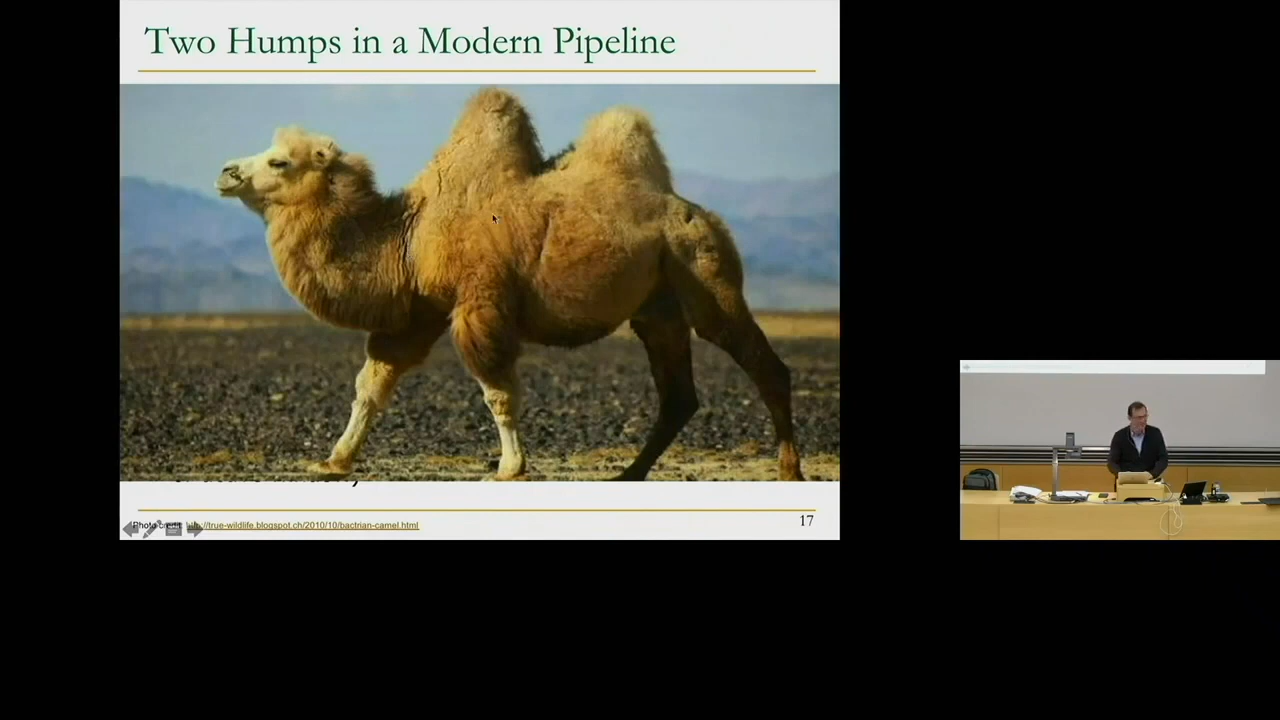 Two Humps in a Modern Pipeline
Photo credit: http://true-wildlife.blogspot.ch/2010/10/bactrian-camel.html
17